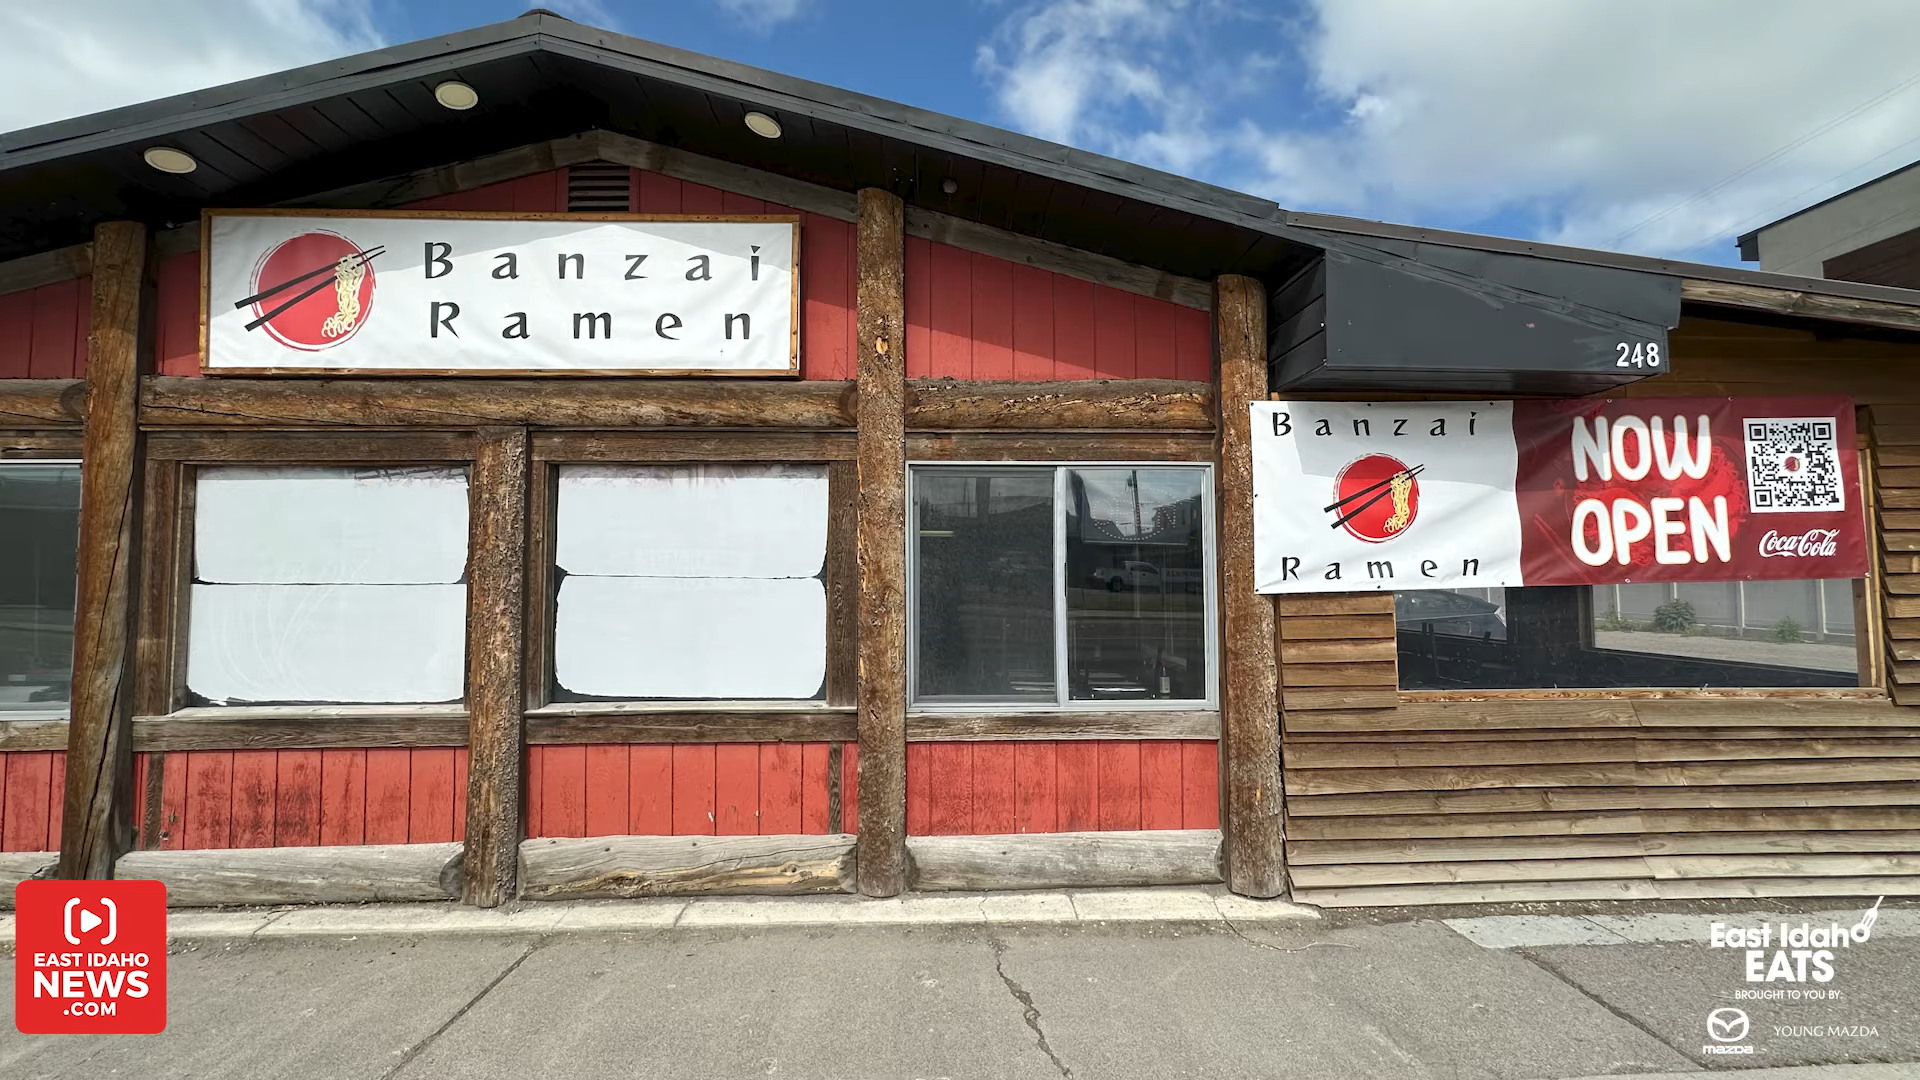 Banzai
Ramen
248
Banzai
Ramen
NOW
OPEN
Coca-Cola
EAST IDAHO
NEWS
.COM
East Idaho
EATS
BROUGHT TO YOU BY:
mazda
YOUNG MAZDA